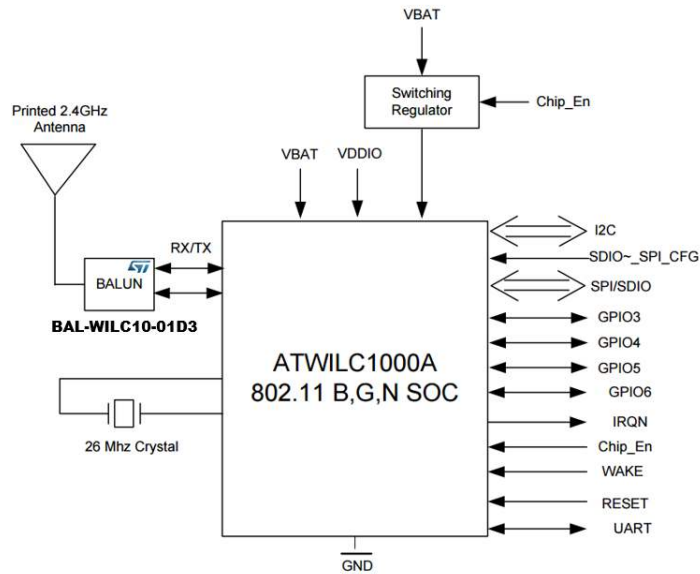 VBAT
Switching
Regulator
Chip_En
Printed 2.4GHz
Antenna
VBAT
VDDIO
RX/TX
ST
BALUN
BAL-WILC10-01D3
I2C
SDIO~_SPI_CFG
SPI/SDIO
GPIO3
GPIO4
GPIO5
GPIO6
ATWILC1000A
802.11 B,G,N SOC
IRQN
Chip_En
WAKE
RESET
UART
26 Mhz Crystal
GND